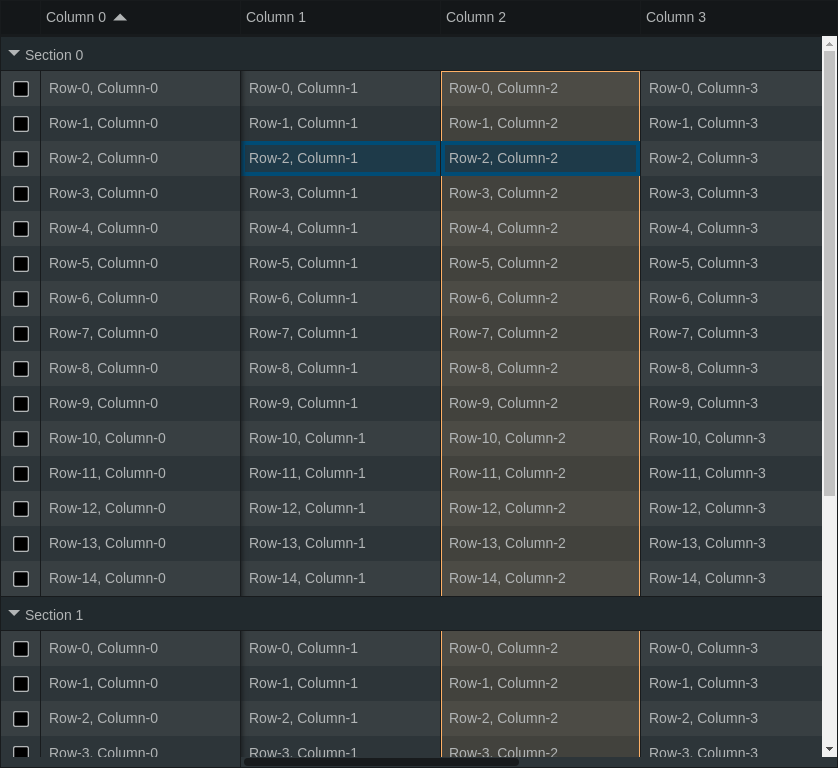 Column 0 Column 1 Column 2 Column 3
Section 0
Row-0, Column-0 Row-0, Column-1 Row-0, Column-2 Row-0, Column-3
Row-1, Column-0 Row-1, Column-1 Row-1, Column-2 Row-1, Column-3
Row-2, Column-0 Row-2, Column-1 Row-2, Column-2 Row-2, Column-3
Row-3, Column-0 Row-3, Column-1 Row-3, Column-2 Row-3, Column-3
Row-4, Column-0 Row-4, Column-1 Row-4, Column-2 Row-4, Column-3
Row-5, Column-0 Row-5, Column-1 Row-5, Column-2 Row-5, Column-3
Row-6, Column-0 Row-6, Column-1 Row-6, Column-2 Row-6, Column-3
Row-7, Column-0 Row-7, Column-1 Row-7, Column-2 Row-7, Column-3
Row-8, Column-0 Row-8, Column-1 Row-8, Column-2 Row-8, Column-3
Row-9, Column-0 Row-9, Column-1 Row-9, Column-2 Row-9, Column-3
Row-10, Column-0 Row-10, Column-1 Row-10, Column-2 Row-10, Column-3
Row-11, Column-0 Row-11, Column-1 Row-11, Column-2 Row-11, Column-3
Row-12, Column-0 Row-12, Column-1 Row-12, Column-2 Row-12, Column-3
Row-13, Column-0 Row-13, Column-1 Row-13, Column-2 Row-13, Column-3
Row-14, Column-0 Row-14, Column-1 Row-14, Column-2 Row-14, Column-3
Section 1
Row-0, Column-0 Row-0, Column-1 Row-0, Column-2 Row-0, Column-3
Row-1, Column-0 Row-1, Column-1 Row-1, Column-2 Row-1, Column-3
Row-2, Column-0 Row-2, Column-1 Row-2, Column-2 Row-2, Column-3
Row-3, Column-0 Row-3, Column-1 Row-3, Column-2 Row-3, Column-3